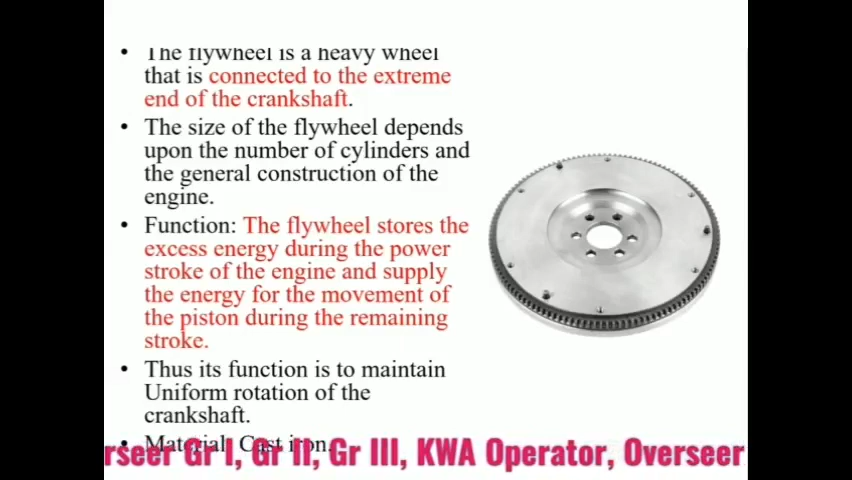 • The flywheel is a heavy wheel
that is connected to the extreme
end of the crankshaft.
• The size of the flywheel depends
upon the number of cylinders and
the general construction of the
engine.
• Function: The flywheel stores the
excess energy during the power
stroke of the engine and supply
the energy for the movement of
the piston during the remaining
stroke.
• Thus its function is to maintain
Uniform rotation of the
crankshaft.
• Material: Cast iron.
rseer Gr I, Gr II, Gr III, KWA Operator, Overseer